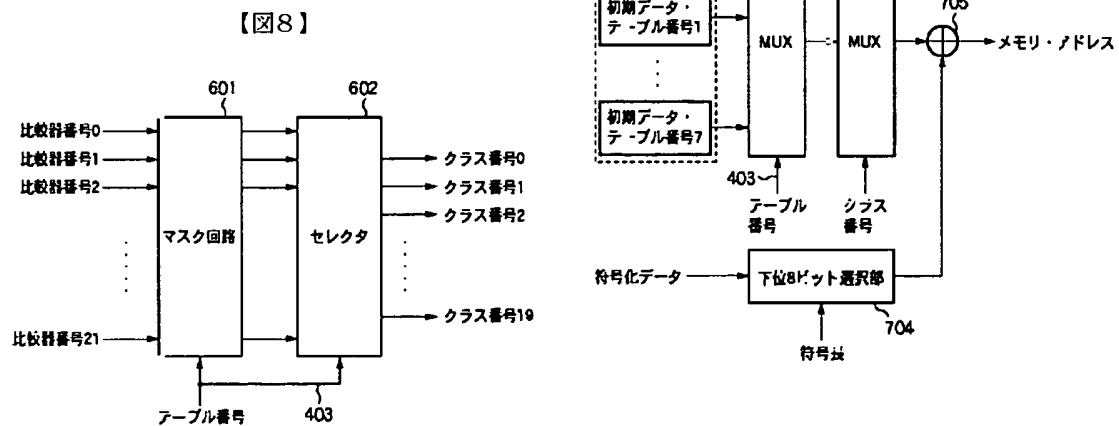 【図8】
601
602
比較器番号0
比較器番号1
比較器番号2
比較器番号21
マスク回路
セレクタ
クラス番号0
クラス番号1
クラス番号2
クラス番号19
テーブル番号
403
初期データ・
テーブル番号1
初期データ・
テーブル番号7
MUX
MUX
705
メモリ・アドレス
403
テーブル
番号
クラス
番号
符号化データ
下位8ビット選択部
704
符号長